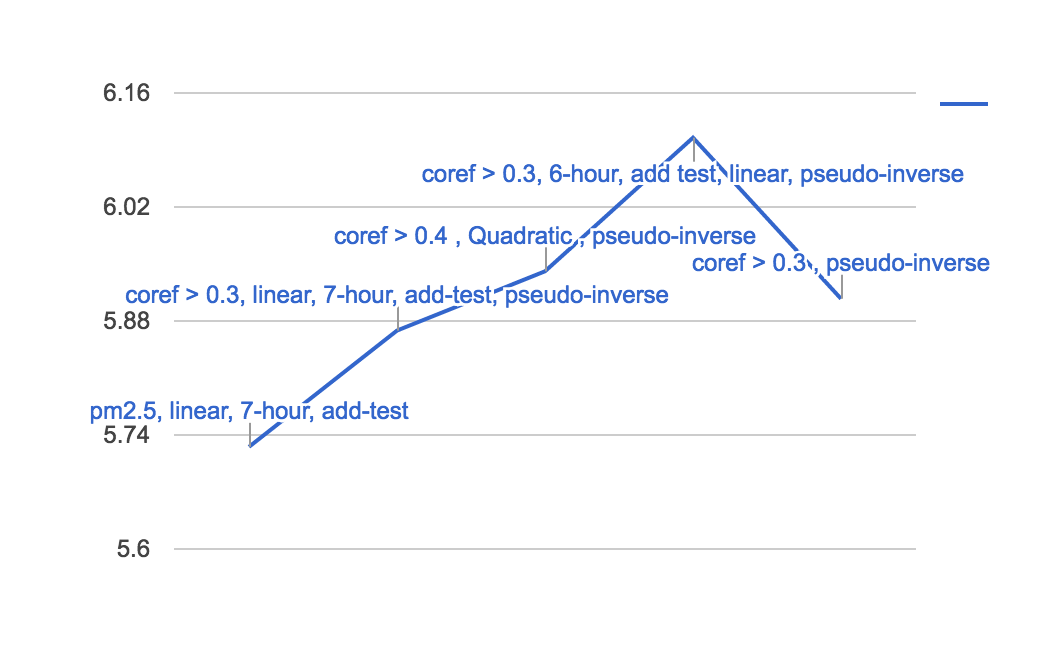 6.16
coref > 0.3, 6-hour, add test, linear, pseudo-inverse
6.02
coref > 0.4 , Quadratic , pseudo-inverse
coref > 0.3 , pseudo-inverse
coref > 0.3, linear, 7-hour, add-test, pseudo-inverse
5.88
pm2.5, linear, 7-hour, add-test
5.74
5.6